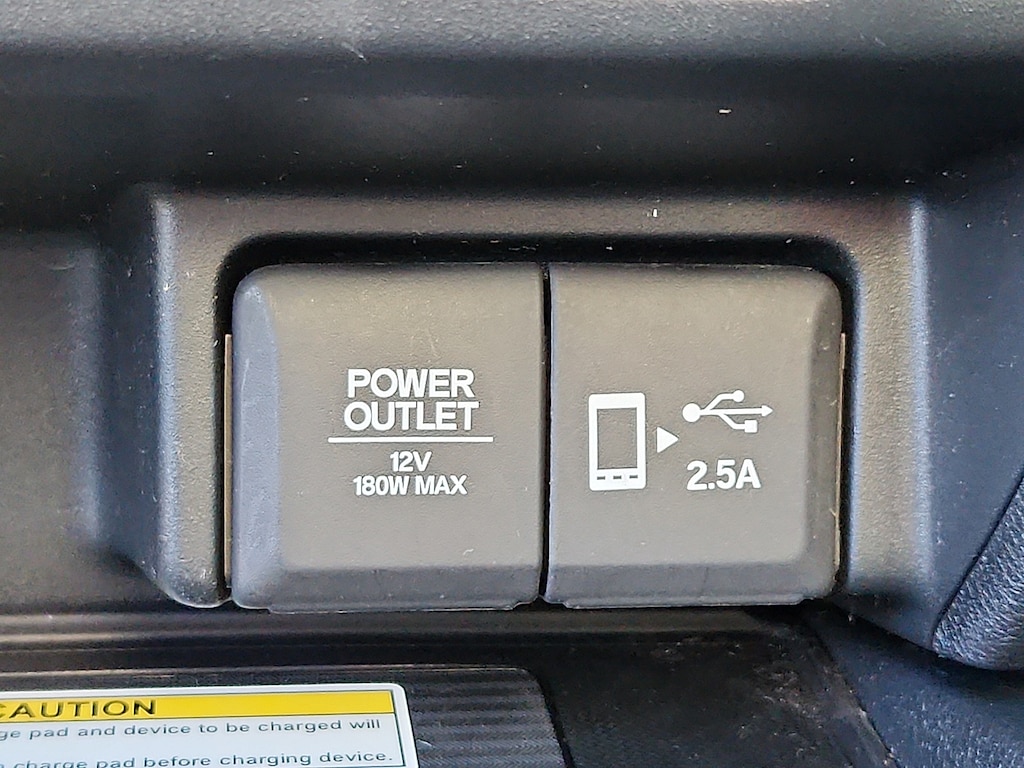 POWER
OUTLET
12V
180W MAX
2.5A
CAUTION
pad and device to be charged will
charge pad before charging device.